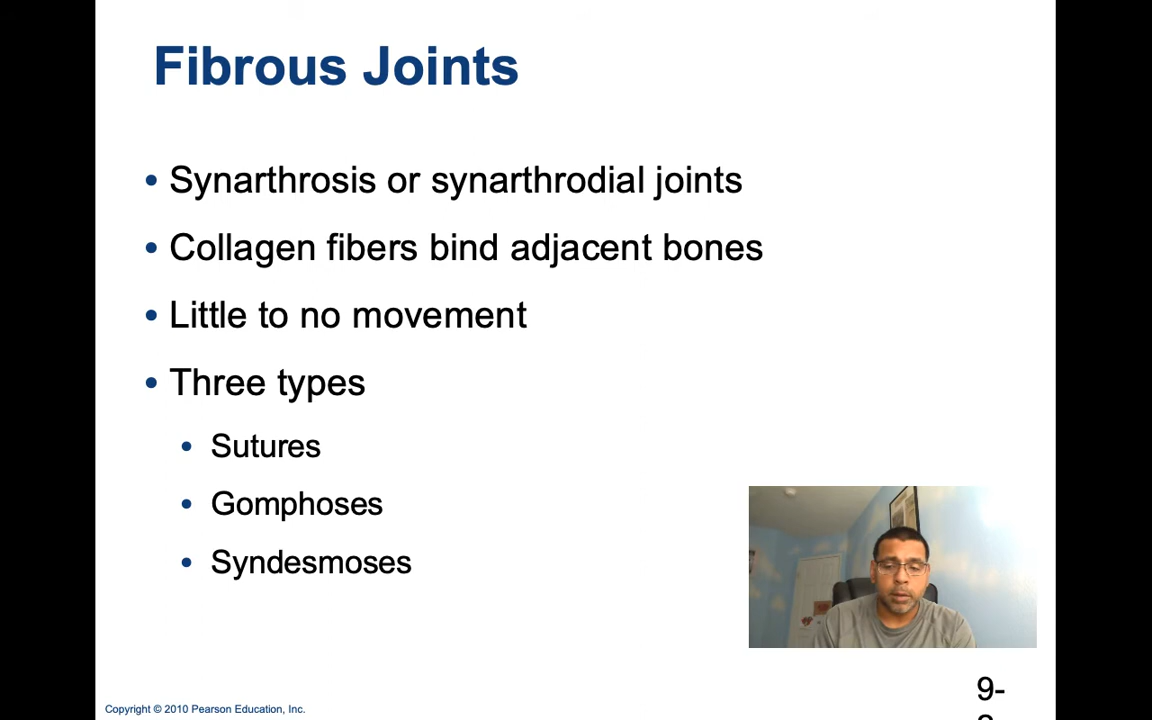 Fibrous Joints
• Synarthrosis or synarthrodial joints
• Collagen fibers bind adjacent bones
• Little to no movement
• Three types
• Sutures
• Gomphoses
• Syndesmoses
9-
Copyright © 2010 Pearson Education, Inc.